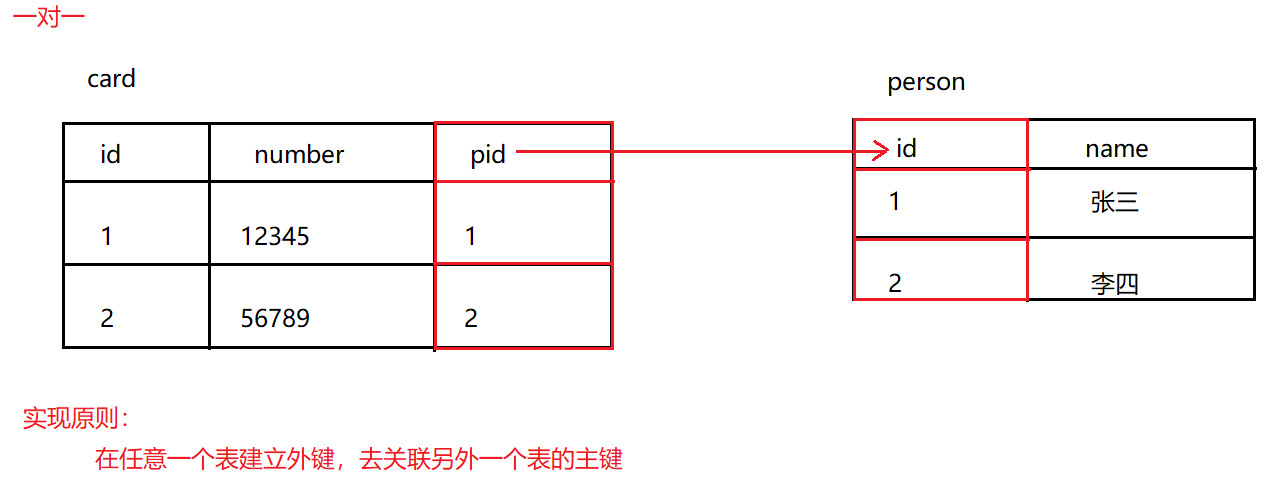 一对一
card
person
id number pid
id name
1 12345 1
1 张三
2 56789 2
2 李四
实现原则：
在任意一个表建立外键，去关联另外一个表的主键